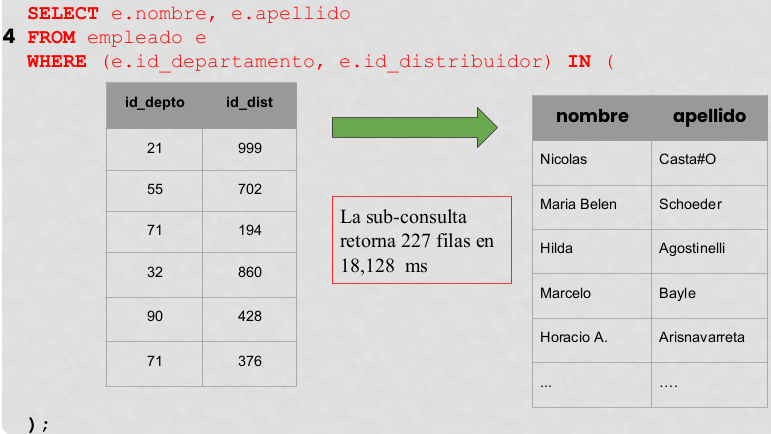 SELECT e.nombre, e.apellido
4 FROM empleado e
WHERE (e.id_departamento, e.id_distribuidor) IN (
id_depto id_dist
21 999
55 702
71 194
32 860
90 428
71 376
La sub-consulta
retorna 227 filas en
18,128 ms
nombre apellido
Nicolas Casta#O
Maria Belen Schoeder
Hilda Agostinelli
Marcelo Bayle
Horacio A. Arisnavarreta
... ....
);